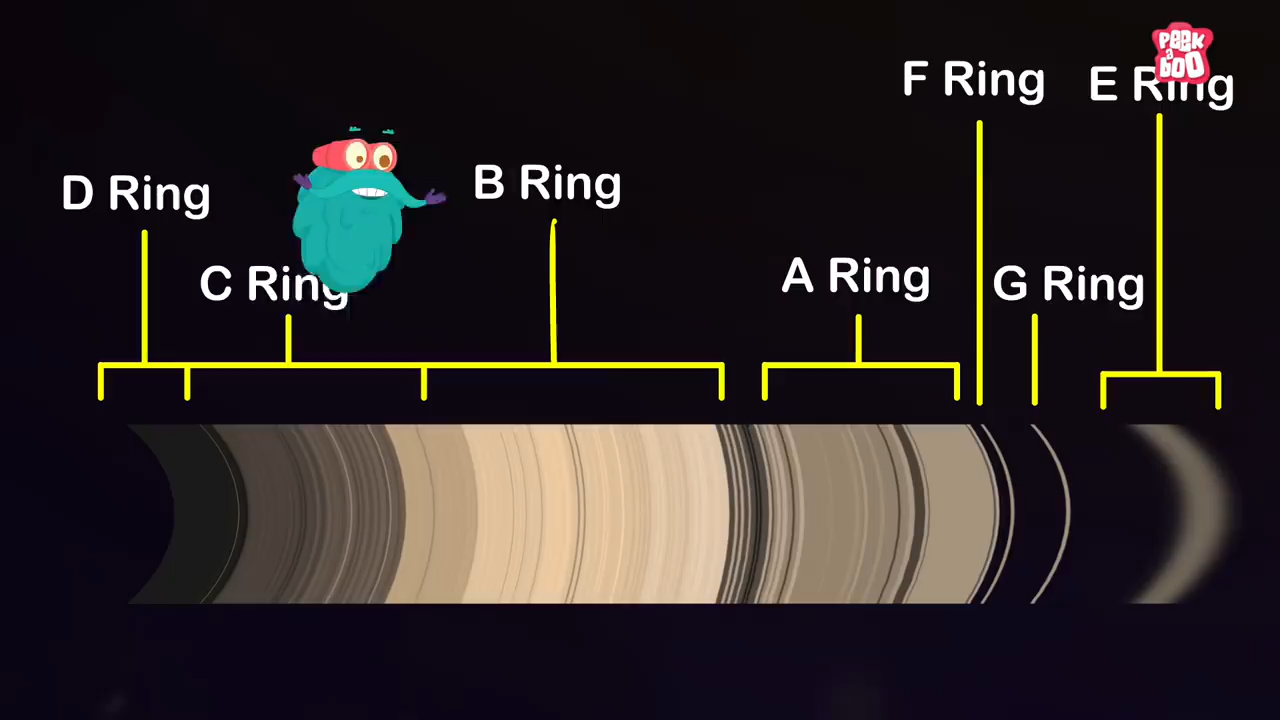 Peek
a
boo
F Ring
E Ring
D Ring
B Ring
C Ring
A Ring
G Ring